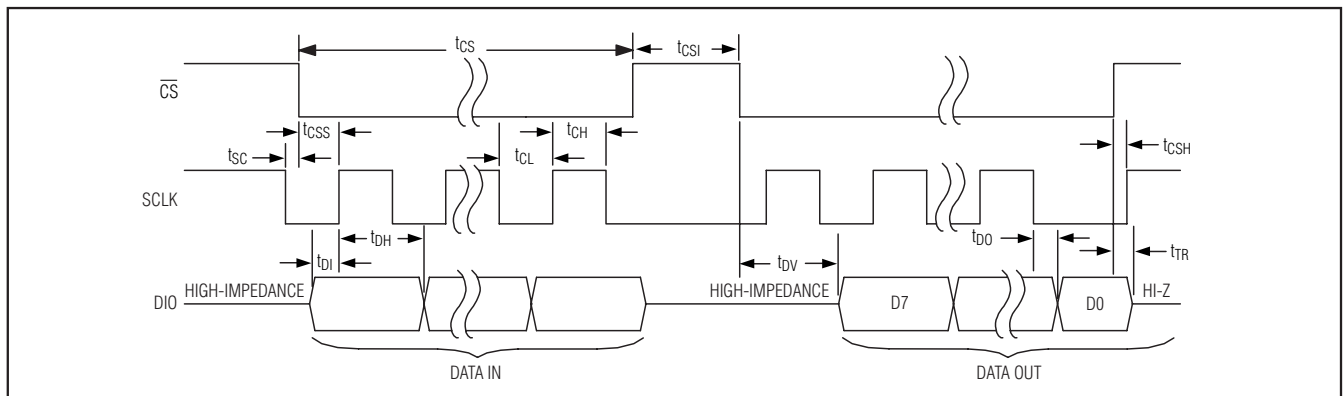 tCS
tCSI
CS
tCSS
tCH
tSC
tCL
tCSH
SCLK
tDH
tDO
tDI
tDV
tTR
HIGH-IMPEDANCE
HIGH-IMPEDANCE
HI-Z
DIO
D7
D0
DATA IN
DATA OUT